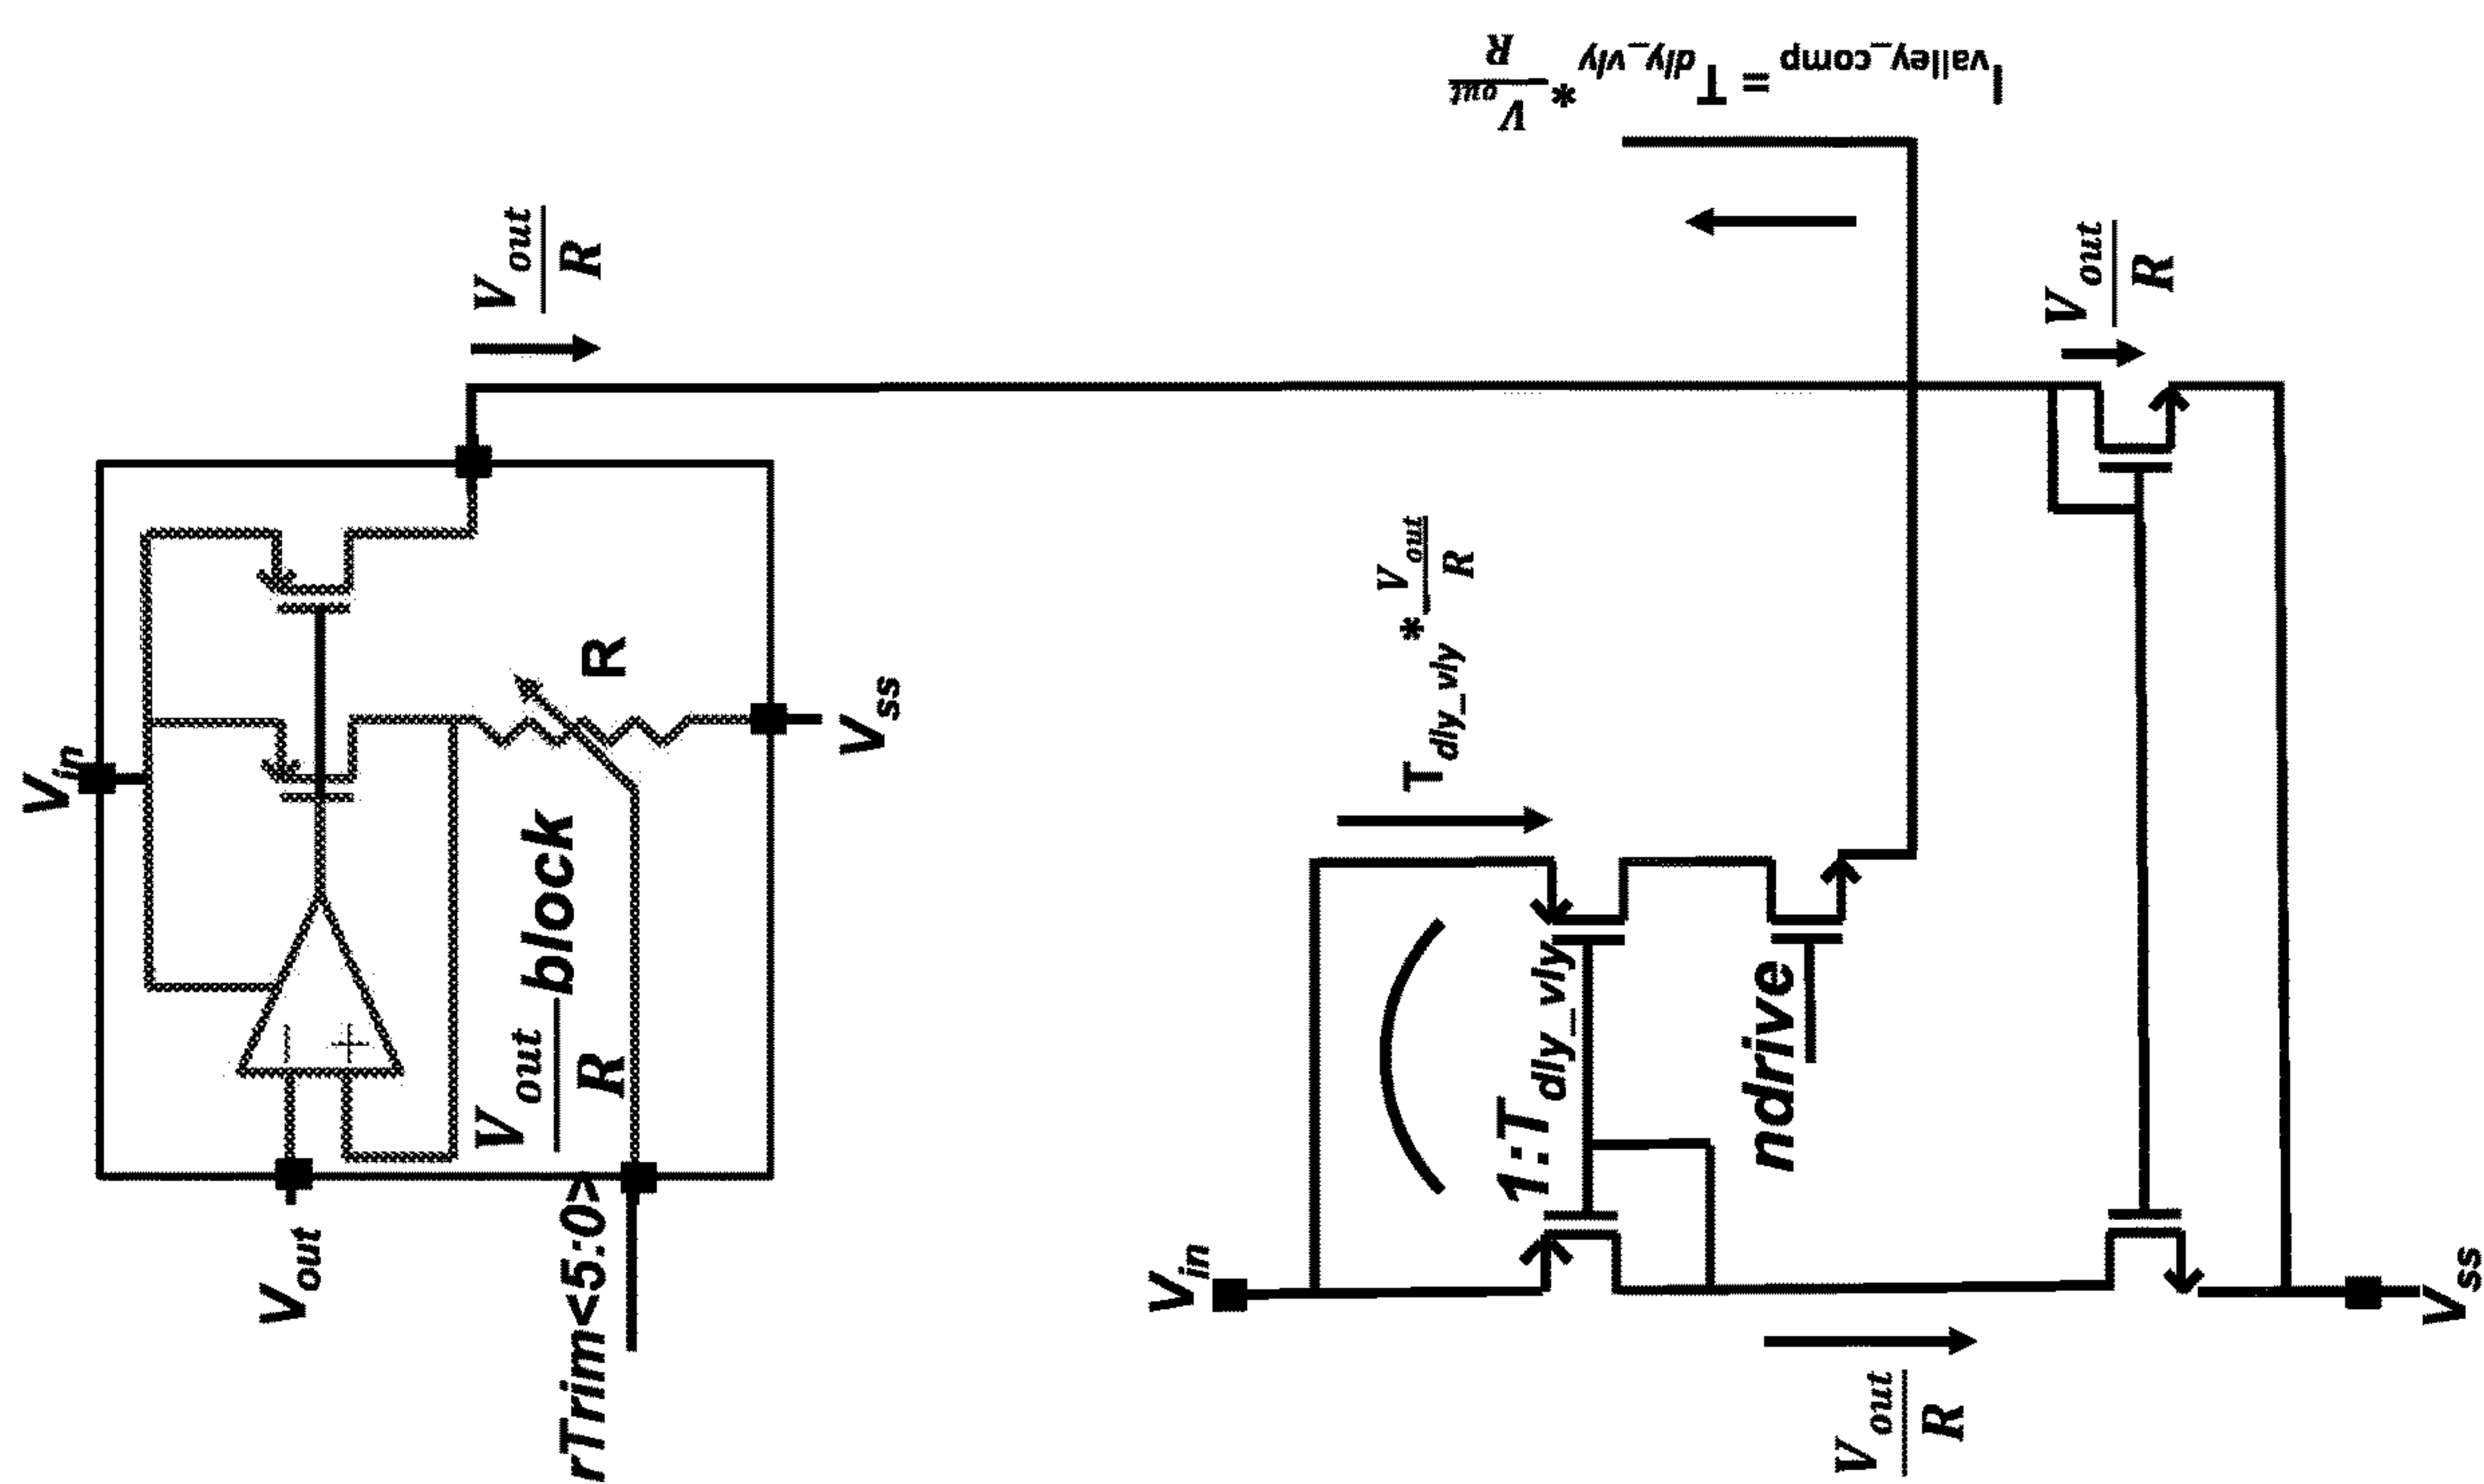 V_in
V_out
rTrim<5:0>
V_out
R
block
R
V_ss
V_out
R
V_in
1:T_dly_vly
T_dly_vly * V_out
R
ndrive
V_out
R
V_out
R
V_ss
I_valley_comp = T_dly_vly * V_out
R